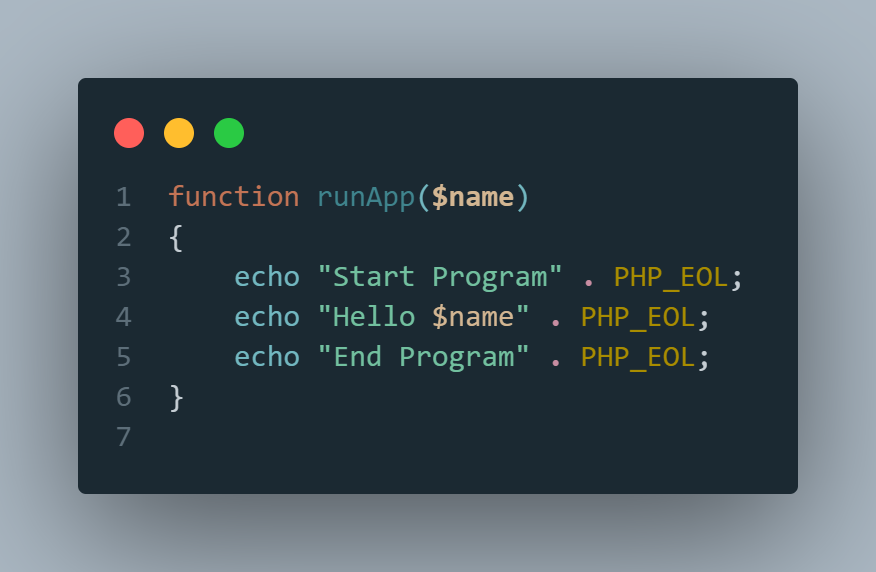 1 function runApp($name)
2 {
3     echo "Start Program" . PHP_EOL;
4     echo "Hello $name" . PHP_EOL;
5     echo "End Program" . PHP_EOL;
6 }
7